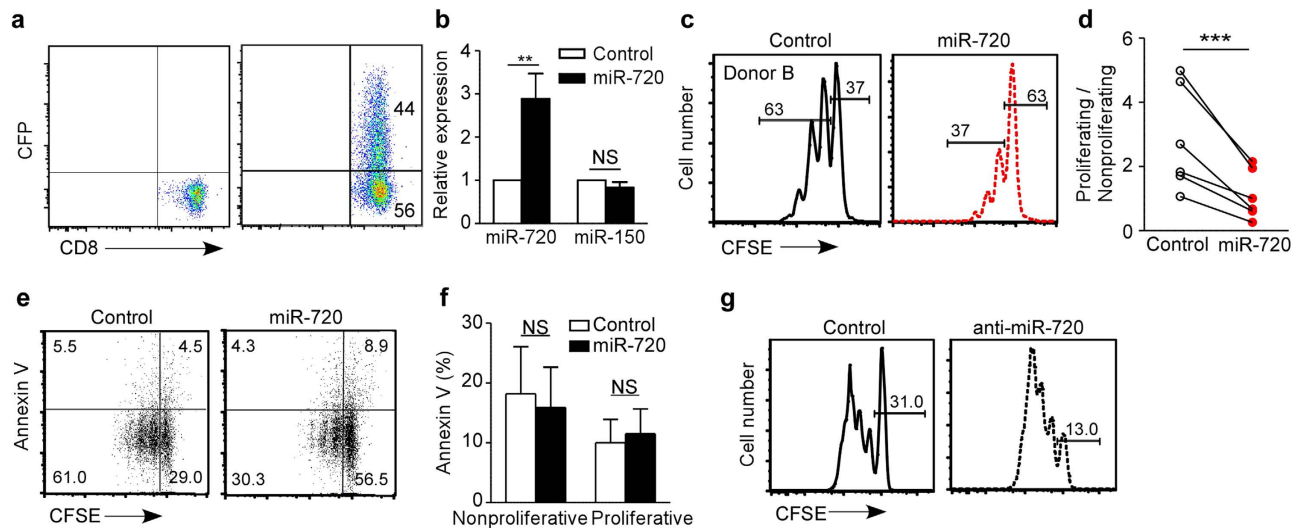 a
CFP
44
56
CD8
b
Relative expression
4
3
2
1
0
**
NS
Control
miR-720
miR-720 miR-150
c
Control miR-720
Donor B
Cell number
63
37
37
63
CFSE
d
***
Proliferating /
Nonproliferating
6
4
2
0
Control miR-720
e
Control miR-720
Annexin V
5.5 4.5
61.0 29.0
4.3 8.9
30.3 56.5
CFSE
f
Annexin V (%)
30
20
10
0
NS
NS
Control
miR-720
Nonproliferative Proliferative
g
Control anti-miR-720
Cell number
31.0
13.0
CFSE